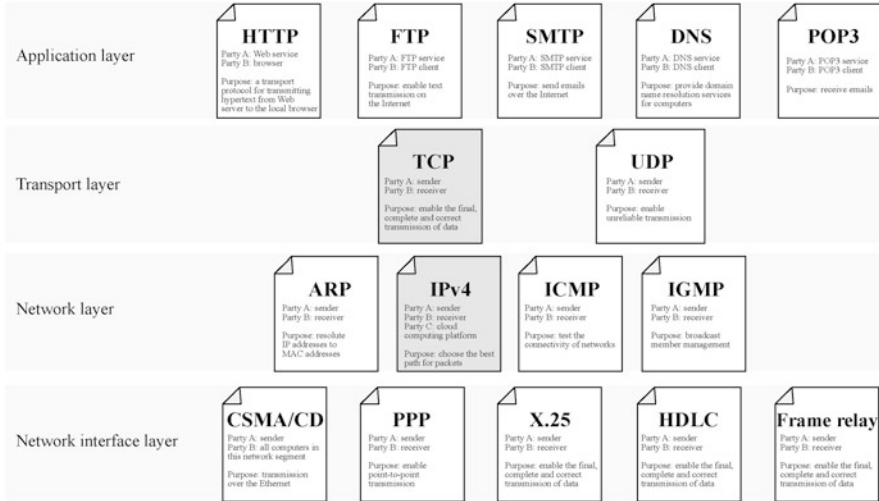 Application layer
HTTP
Party A: Web service
Party B: browser
Purpose: a transport
protocol for transmitting
hypertext from Web
server to the local browser
FTP
Party A: FTP service
Party B: FTP client
Purpose: enable text
transmission on
the Internet
SMTP
Party A: SMTP service
Party B: SMTP client
Purpose: send emails
over the Internet
DNS
Party A: DNS service
Party B: DNS client
Purpose: provide domain
name resolution services
for computers
POP3
Party A: POP3 service
Party B: POP3 client
Purpose: receive emails
Transport layer
TCP
Party A: sender
Party B: receiver
Purpose: enable the final,
complete and correct
transmission of data
UDP
Party A: sender
Party B: receiver
Purpose: enable
unreliable transmission
Network layer
ARP
Party A: sender
Party B: receiver
Purpose: resolute
IP addresses to
MAC addresses
IPv4
Party A: sender
Party B: receiver
Party C: cloud
computing platform
Purpose: choose the best
path for packets
ICMP
Party A: sender
Party B: receiver
Purpose: test the
connectivity of networks
IGMP
Party A: sender
Party B: receiver
Purpose: broadcast
member management
Network interface layer
CSMA/CD
Party A: sender
Party B: all computers in
this network segment
Purpose: transmission
over the Ethernet
PPP
Party A: sender
Party B: receiver
Purpose: enable
point-to-point
transmission
X.25
Party A: sender
Party B: receiver
Purpose: enable the final,
complete and correct
transmission of data
HDLC
Party A: sender
Party B: receiver
Purpose: enable the final,
complete and correct
transmission of data
Frame relay
Party A: sender
Party B: receiver
Purpose: enable the final,
complete and correct
transmission of data